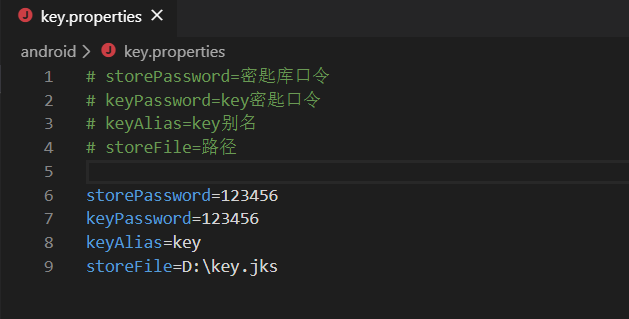 key.properties
android > key.properties
1 # storePassword=密匙库口令
2 # keyPassword=key密匙口令
3 # keyAlias=key别名
4 # storeFile=路径
5
6 storePassword=123456
7 keyPassword=123456
8 keyAlias=key
9 storeFile=D:\key.jks